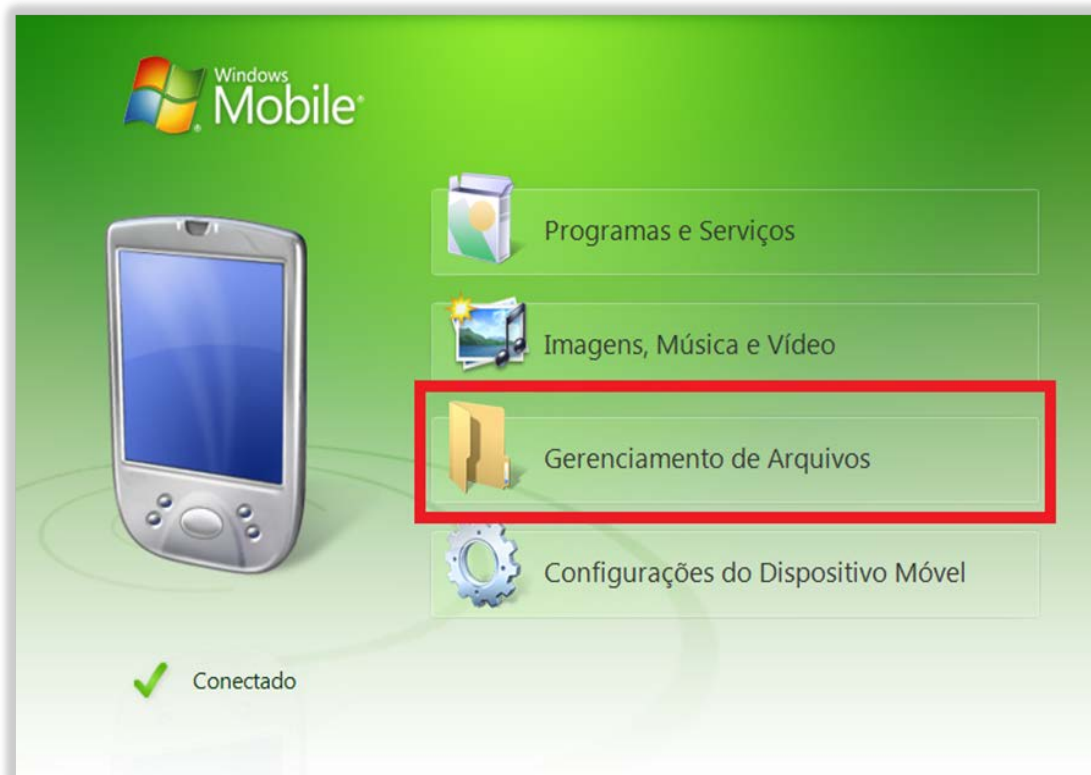 Windows
Mobile®
Programas e Serviços
Imagens, Música e Vídeo
Gerenciamento de Arquivos
Configurações do Dispositivo Móvel
Conectado